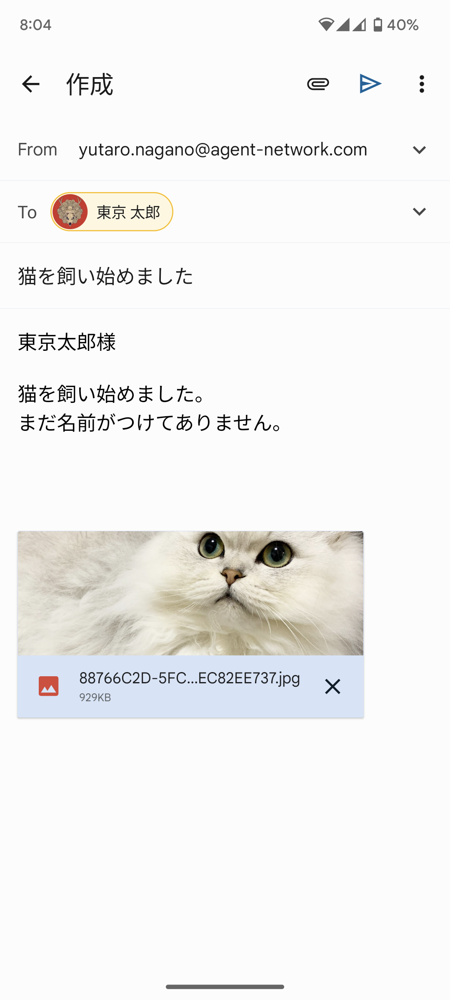 8:04
40%
作成
From yutaro.nagano@agent-network.com
To 東京 太郎
猫を飼い始めました
東京太郎様
猫を飼い始めました。
まだ名前がつけてありません。
88766C2D-5FC...EC82EE737.jpg
929KB